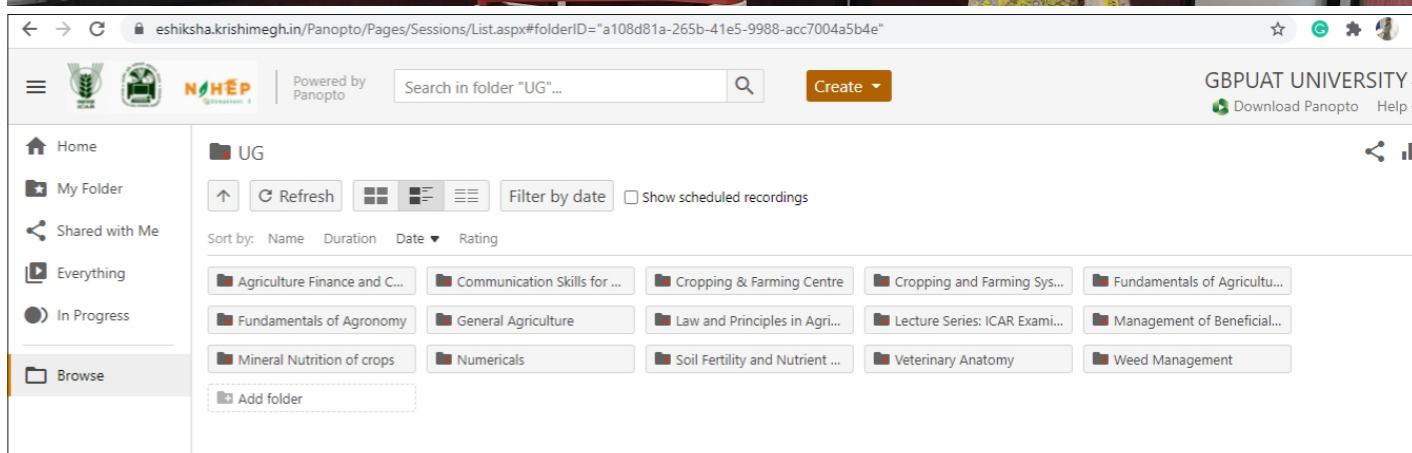 eshiksha.krishimegh.in/Panopto/Pages/Sessions/List.aspx#folderID="a108d81a-265b-41e5-9988-acc7004a5b4e"
NAHEP
Powered by
Panopto
Search in folder "UG"...
Create
GBPUAT UNIVERSITY
Download Panopto Help
Home
My Folder
Shared with Me
Everything
In Progress
Browse
UG
Refresh
Filter by date
Show scheduled recordings
Sort by: Name Duration Date ▼ Rating
Agriculture Finance and C... Communication Skills for ... Cropping & Farming Centre Cropping and Farming Sys... Fundamentals of Agricultu...
Fundamentals of Agronomy General Agriculture Law and Principles in Agri... Lecture Series: ICAR Exami... Management of Beneficial...
Mineral Nutrition of crops Numericals Soil Fertility and Nutrient ... Veterinary Anatomy Weed Management
Add folder